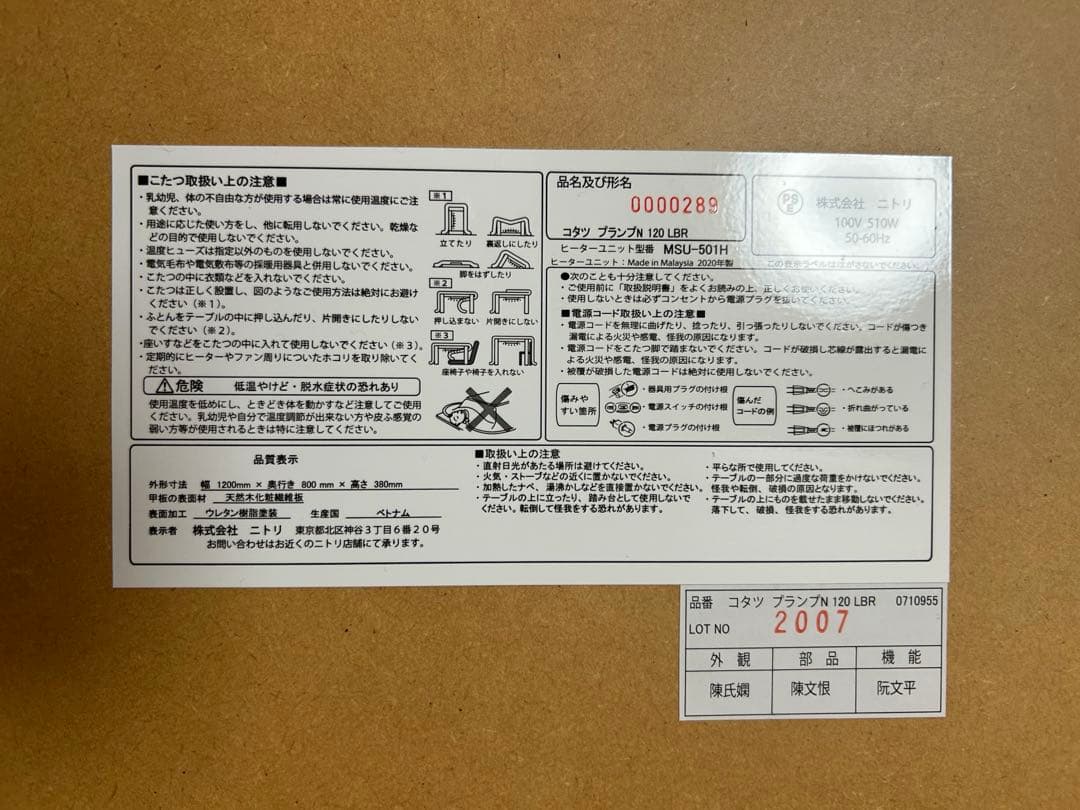 ■こたつ取扱い上の注意■
・乳幼児、体の不自由な方が使用する場合は常に使用温度にご注
意ください。
・用途に応じた使い方をし、他に転用しないでください。乾燥な
どの目的で使用しないでください。
・温度ヒューズは指定以外のものを使用しないでください。
・電気毛布や電気敷布等の採暖用器具と併用しないでください。
・こたつの中に衣類などを入れないでください。
・こたつは正しく設置し、図のようなご使用方法は絶対にお避け
ください（※1）。
・ふとんをテーブルの中に押し込んだり、片開きにしたりしない
でください（※2）。
・座いすなどをこたつの中に入れて使用しないでください（※3）。
・定期的にヒーターやファン周りについたホコリを取り除いてく
ださい。
※1
立てたり
裏返しにしたり
脚をはずしたり
※2
押し込まない
片開きにしない
※3
座椅子や椅子を入れない
危険 低温やけど・脱水症状の恐れあり
使用温度を低めにし、ときどき体を動かすなど注意してご使用
ください。乳幼児や自分で温度調節が出来ない方や皮ふ感覚の
弱い方等が使用されるときは特に注意してください。
品名及び形名
0000289
コタツ プランプN 120 LBR
ヒーターユニット型番 MSU-501H
ヒーターユニット：Made in Malaysia 2020年製
PS
E
株式会社 ニトリ
100V 510W
50-60Hz
この表示ラベルははがさないでください。
●次のことも十分注意してください。
・ご使用前に「取扱説明書」をよくお読みの上、正しくお使いください。
・使用しないときは必ずコンセントから電源プラグを抜いてください。
■電源コード取扱い上の注意■
・電源コードを無理に曲げたり、捻ったり、引っ張ったりしないでください。コードが傷つき
漏電による火災や感電、怪我の原因になります。
・電源コードをこたつ脚で踏まないでください。コードが破損し芯線が露出すると漏電に
よる火災や感電、怪我の原因になります。
・被覆が破損した電源コードは絶対に使用しないでください。
傷みや
すい箇所
・器具用プラグの付け根
・電源スイッチの付け根
・電源プラグの付け根
傷んだ
コードの例
・へこみがある
・折れ曲がっている
・被覆にほつれがある
品質表示
外形寸法 幅 1200mm × 奥行き 800 mm × 高さ 380mm
甲板の表面材 天然木化粧繊維板
表面加工 ウレタン樹脂塗装 生産国 ベトナム
表示者 株式会社 ニトリ 東京都北区神谷3丁目6番20号
お問い合わせはお近くのニトリ店舗にて承ります。
■取扱い上の注意
・直射日光があたる場所は避けてください。
・火気・ストーブなどの近くに置かないでください。
・加熱したナベ、湯沸かしなどを直接置かないでください。
・テーブルの上に立ったり、踏み台として使用しないで
ください。転倒して怪我をする恐れがあります。
・平らな所で使用してください。
・テーブルの一部分に過度な荷重をかけないでください。
怪我や転倒、破損の原因となります。
・テーブルの上にものを載せたまま移動しないでください。
落下して、破損、怪我をする恐れがあります。
品番 コタツ プランプN 120 LBR 0710955
LOT NO 2007
外 観 部 品 機 能
陳氏嫻 陳文恨 阮文平